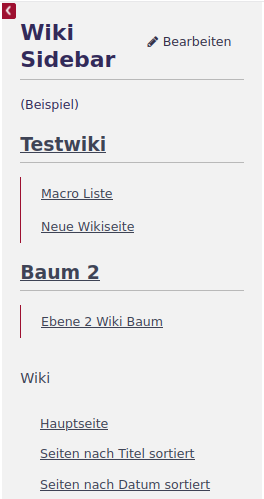 Wiki
Sidebar
Bearbeiten
(Beispiel)
Testwiki
Macro Liste
Neue Wikiseite
Baum 2
Ebene 2 Wiki Baum
Wiki
Hauptseite
Seiten nach Titel sortiert
Seiten nach Datum sortiert